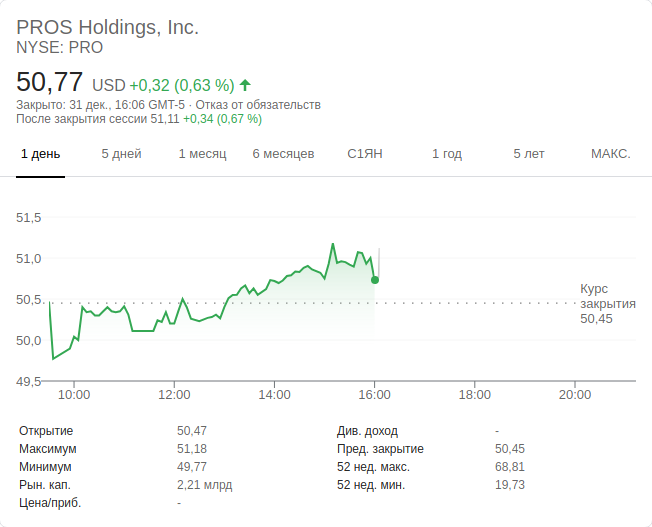 PROS Holdings, Inc.
NYSE: PRO
50,77 USD +0,32 (0,63 %)
Закрыто: 31 дек., 16:06 GMT-5 · Отказ от обязательств
После закрытия сессии 51,11 +0,34 (0,67 %)
1 день 5 дней 1 месяц 6 месяцев С1ЯН 1 год 5 лет МАКС.
51,5
51,0
50,5
Курс
закрытия
50,45
50,0
49,5
10:00 12:00 14:00 16:00 18:00 20:00
Открытие 50,47 Див. доход -
Максимум 51,18 Пред. закрытие 50,45
Минимум 49,77 52 нед. макс. 68,81
Рын. кап. 2,21 млрд 52 нед. мин. 19,73
Цена/приб. -